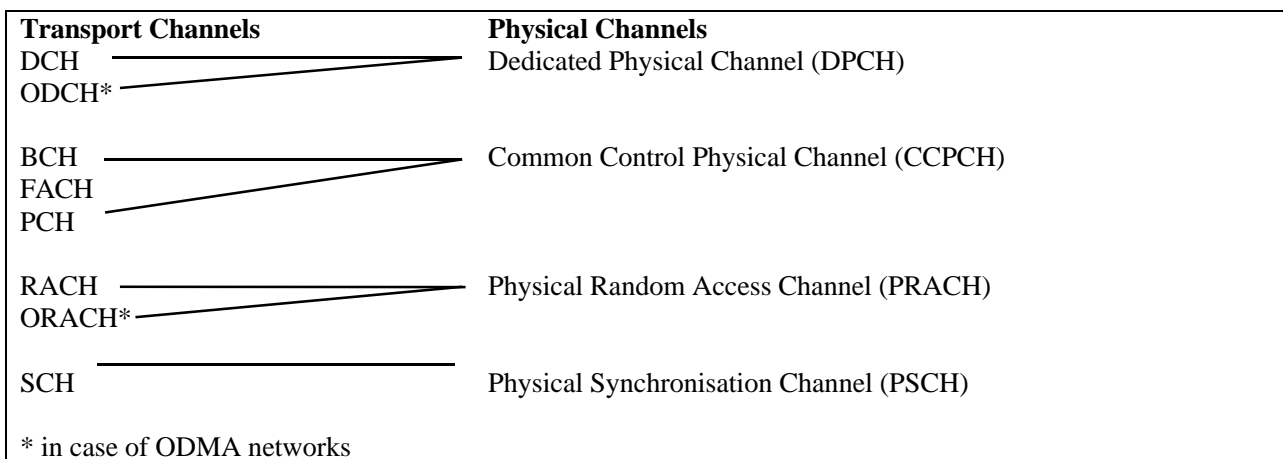 Transport Channels Physical Channels
DCH Dedicated Physical Channel (DPCH)
ODCH*
BCH Common Control Physical Channel (CCPCH)
FACH
PCH
RACH Physical Random Access Channel (PRACH)
ORACH*
SCH Physical Synchronisation Channel (PSCH)
* in case of ODMA networks